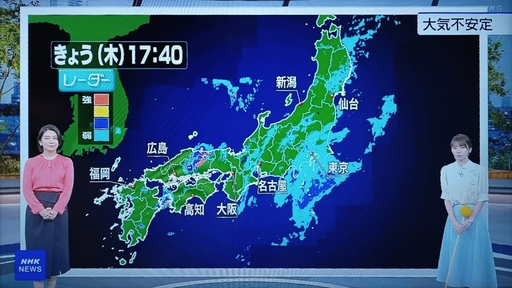 NHK G
大気不安定
きょう(木)17:40
レーダー
強
弱
新潟
仙台
広島
福岡
東京
名古屋
高知
大阪
NHK
NEWS